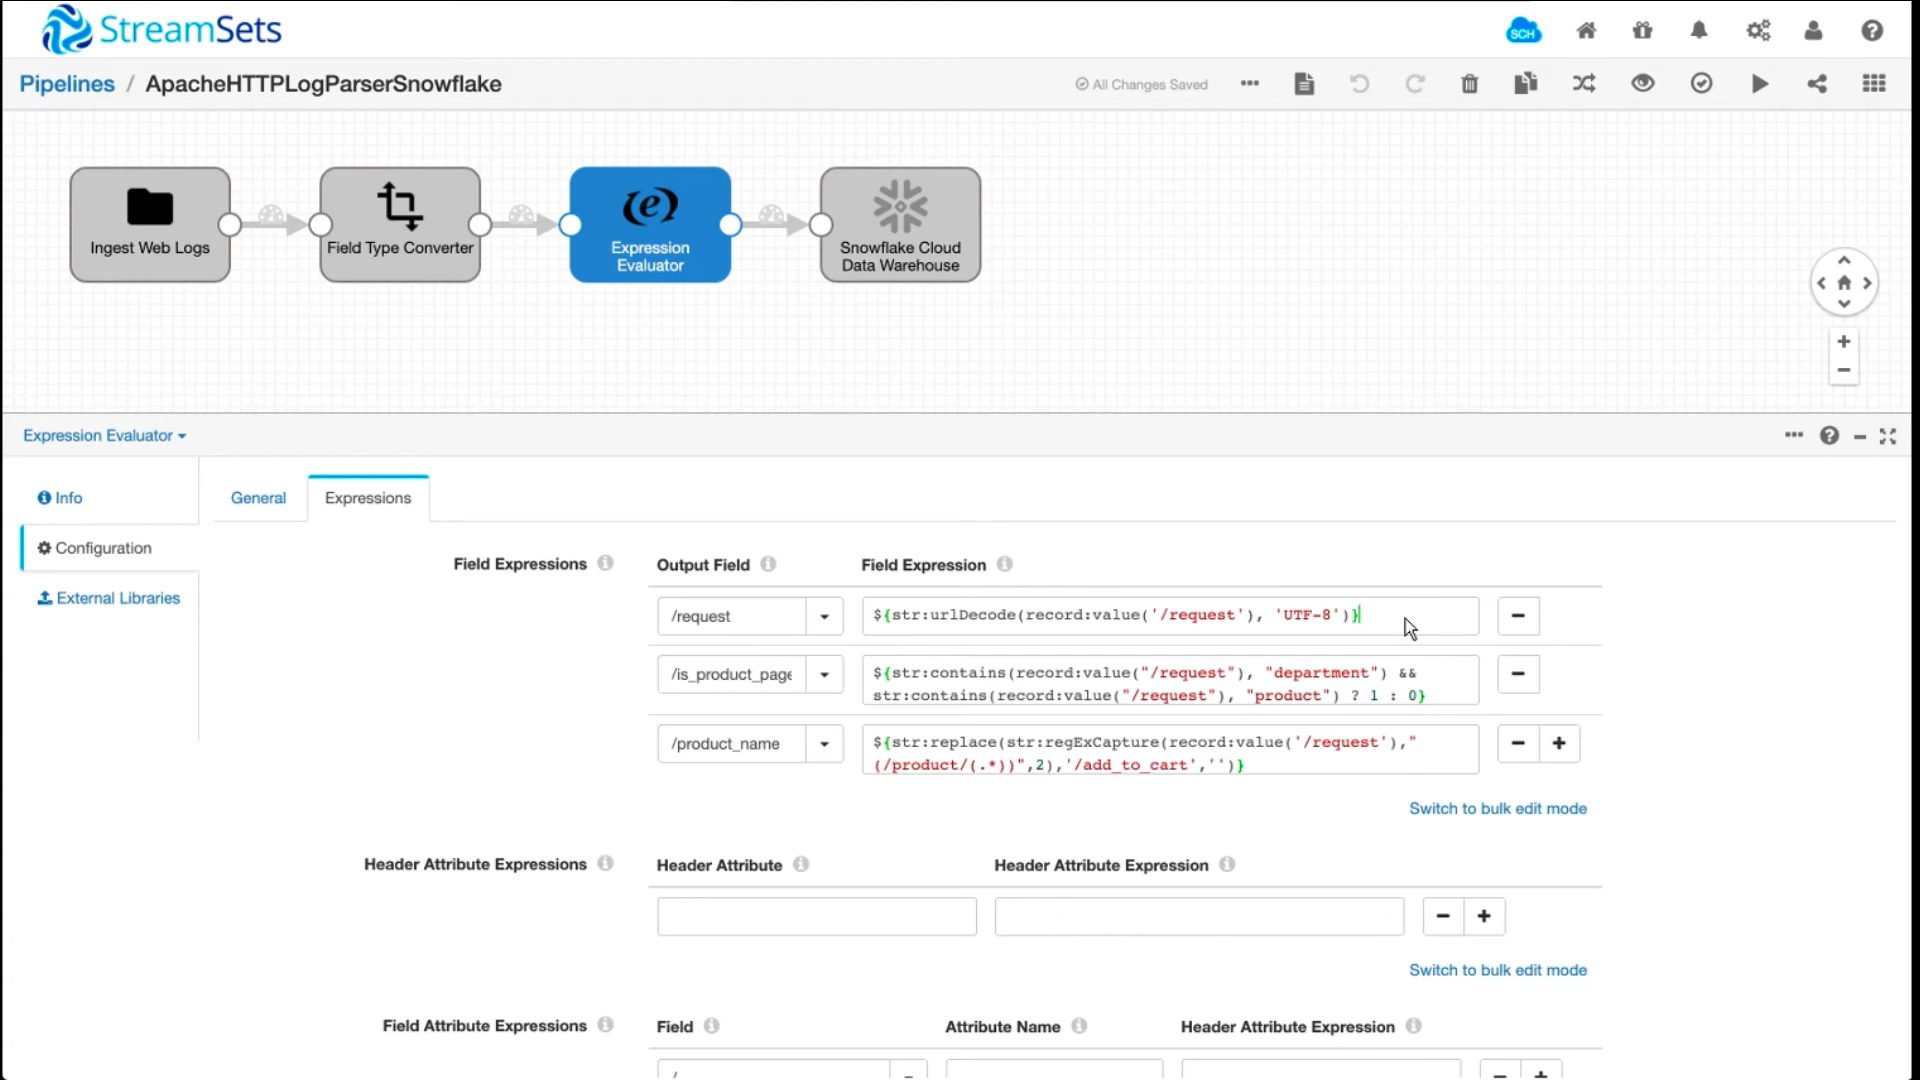 StreamSets
SCH
Pipelines / ApacheHTTPLogParserSnowflake
All Changes Saved
Ingest Web Logs
Field Type Converter
Expression
Evaluator
Snowflake Cloud
Data Warehouse
Expression Evaluator
Info
General
Expressions
Configuration
External Libraries
Field Expressions
Output Field
Field Expression
/request
${str:urlDecode(record:value('/request'), 'UTF-8')}
/is_product_page
${str:contains(record:value("/request"), "department") &&
str:contains(record:value("/request"), "product") ? 1 : 0}
/product_name
${str:replace(str:regExCapture(record:value('/request'),"
(/product/(.*))",2),'/add_to_cart','')}
Switch to bulk edit mode
Header Attribute Expressions
Header Attribute
Header Attribute Expression
Switch to bulk edit mode
Field Attribute Expressions
Field
Attribute Name
Header Attribute Expression
/